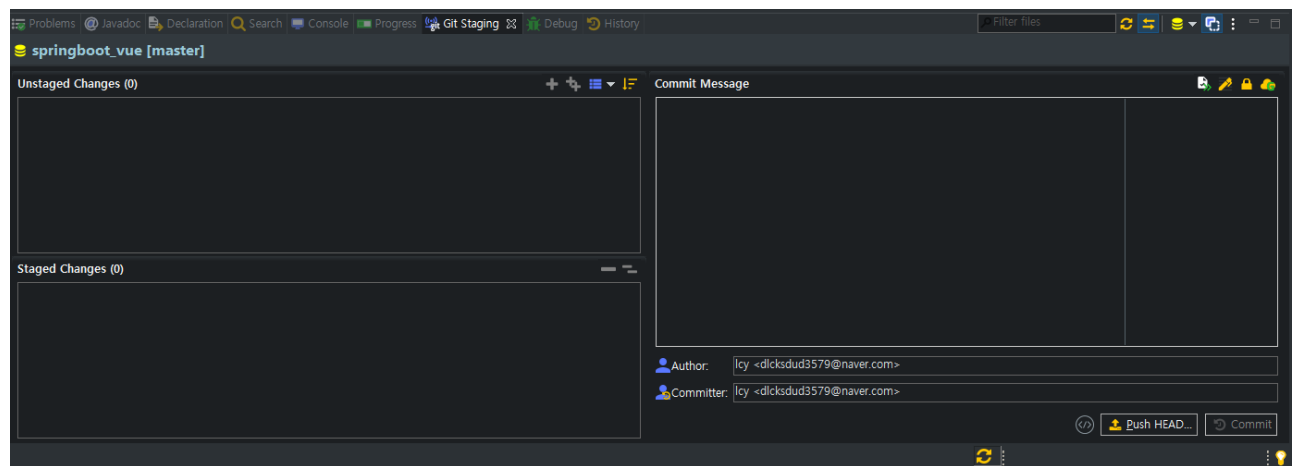 Problems @ Javadoc Declaration Search Console Progress Git Staging Debug History Filter files
springboot_vue [master]
Unstaged Changes (0)
Commit Message
Staged Changes (0)
Author: lcy <dlcksdud3579@naver.com>
Committer: lcy <dlcksdud3579@naver.com>
Push HEAD... Commit